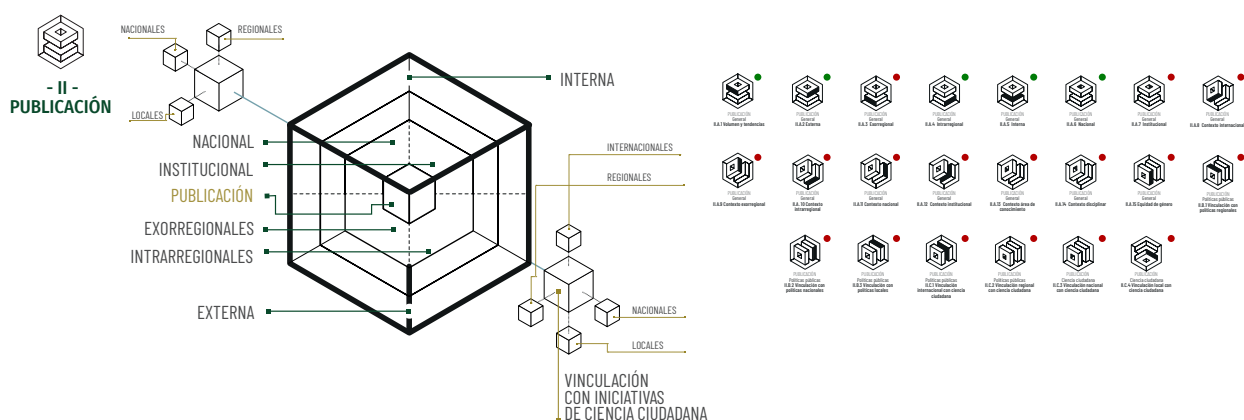 - II -
PUBLICACIÓN
NACIONALES
REGIONALES
LOCALES
INTERNA
NACIONAL
INSTITUCIONAL
PUBLICACIÓN
EXORREGIONALES
INTRARREGIONALES
EXTERNA
INTERNACIONALES
REGIONALES
NACIONALES
LOCALES
VINCULACIÓN
CON INICIATIVAS
DE CIENCIA CIUDADANA
PUBLICACIÓN
General
II.A.1 Volumen y tendencias
PUBLICACIÓN
General
II.A.2 Externa
PUBLICACIÓN
General
II.A.3 Exorregional
PUBLICACIÓN
General
II.A.4 Intrarregional
PUBLICACIÓN
General
II.A.5 Interna
PUBLICACIÓN
General
II.A.6 Nacional
PUBLICACIÓN
General
II.A.7 Institucional
PUBLICACIÓN
General
II.A.8 Contexto internacional
PUBLICACIÓN
General
II.A.9 Contexto exorregional
PUBLICACIÓN
General
II.A. 10 Contexto
intrarregional
PUBLICACIÓN
General
II.A.11 Contexto nacional
PUBLICACIÓN
General
II.A.12 Contexto institucional
PUBLICACIÓN
General
II.A.13 Contexto área de
conocimiento
PUBLICACIÓN
General
II.A.14 Contexto disciplinar
PUBLICACIÓN
General
II.A.15 Equidad de género
PUBLICACIÓN
Políticas públicas
II.B.1 Vinculación con
políticas regionales
PUBLICACIÓN
Políticas públicas
II.B.2 Vinculación con
políticas nacionales
PUBLICACIÓN
Políticas públicas
II.B.3 Vinculación con
políticas locales
PUBLICACIÓN
Políticas públicas
II.C.1 Vinculación
internacional con ciencia
ciudadana
PUBLICACIÓN
Políticas públicas
II.C.2 Vinculación regional
con ciencia ciudadana
PUBLICACIÓN
Ciencia ciudadana
II.C.3 Vinculación nacional
con ciencia ciudadana
PUBLICACIÓN
Ciencia ciudadana
II.C.4 Vinculación local con
ciencia ciudadana